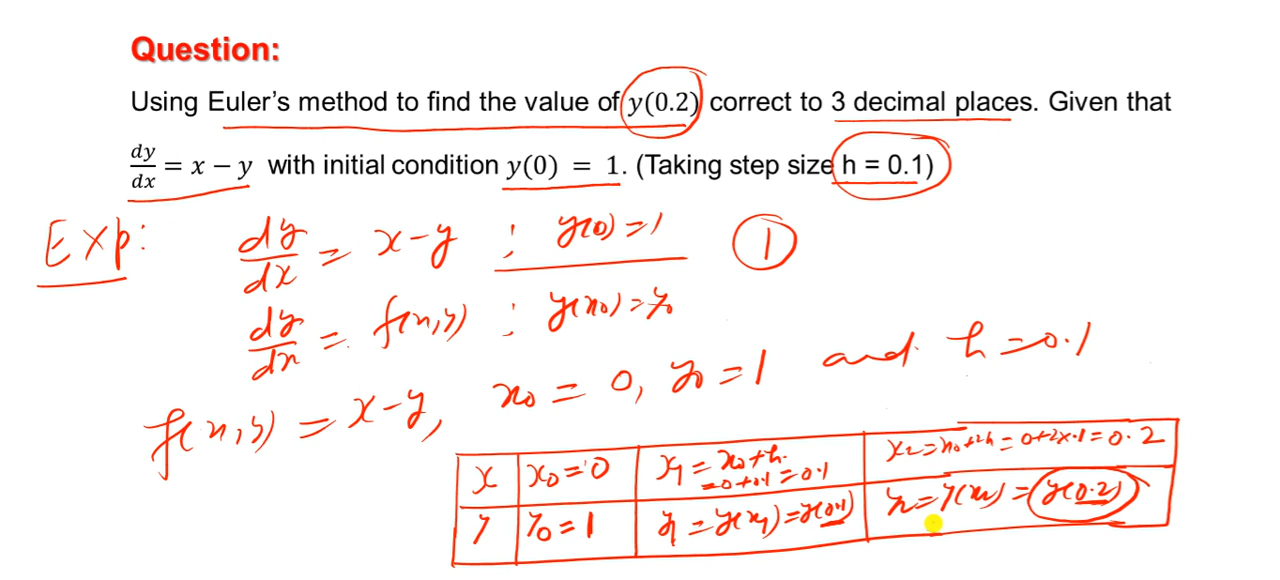 Question:
Using Euler's method to find the value of y(0.2) correct to 3 decimal places. Given that
dy/dx = x − y with initial condition y(0) = 1. (Taking step size h = 0.1)
Exp: dy/dx = x-y ; y(0)=1 ①
dy/dx = f(x,y) ; y(x0)=y0
f(x,y) = x-y, x0 = 0, y0 = 1 and h=0.1
x | x0=0 | x1 = x0+h. =0+0.1=0.1 | x2=x0+2h=0+2x.1=0.2
y | y0=1 | y1 = y(x1)=y(0.1) | y2=y(x2)=y(0.2)